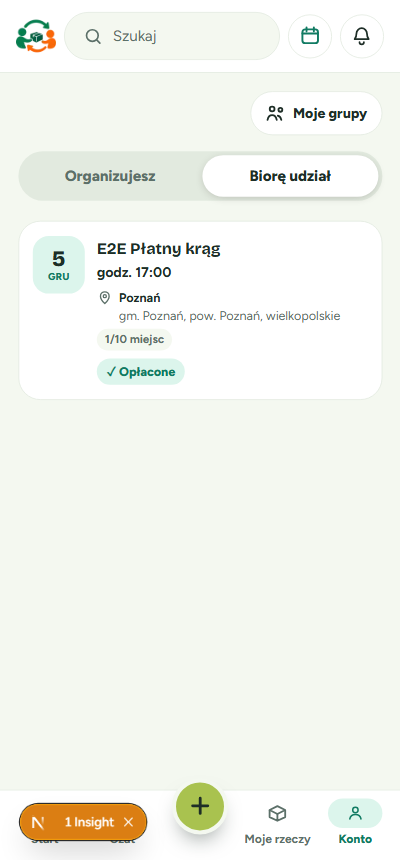 Szukaj
Moje grupy
Organizujesz
Biorę udział
5
GRU
E2E Płatny krąg
godz. 17:00
Poznań
gm. Poznań, pow. Poznań, wielkopolskie
1/10 miejsc
✓ Opłacone
N 1 Insight ×
Moje rzeczy
Konto